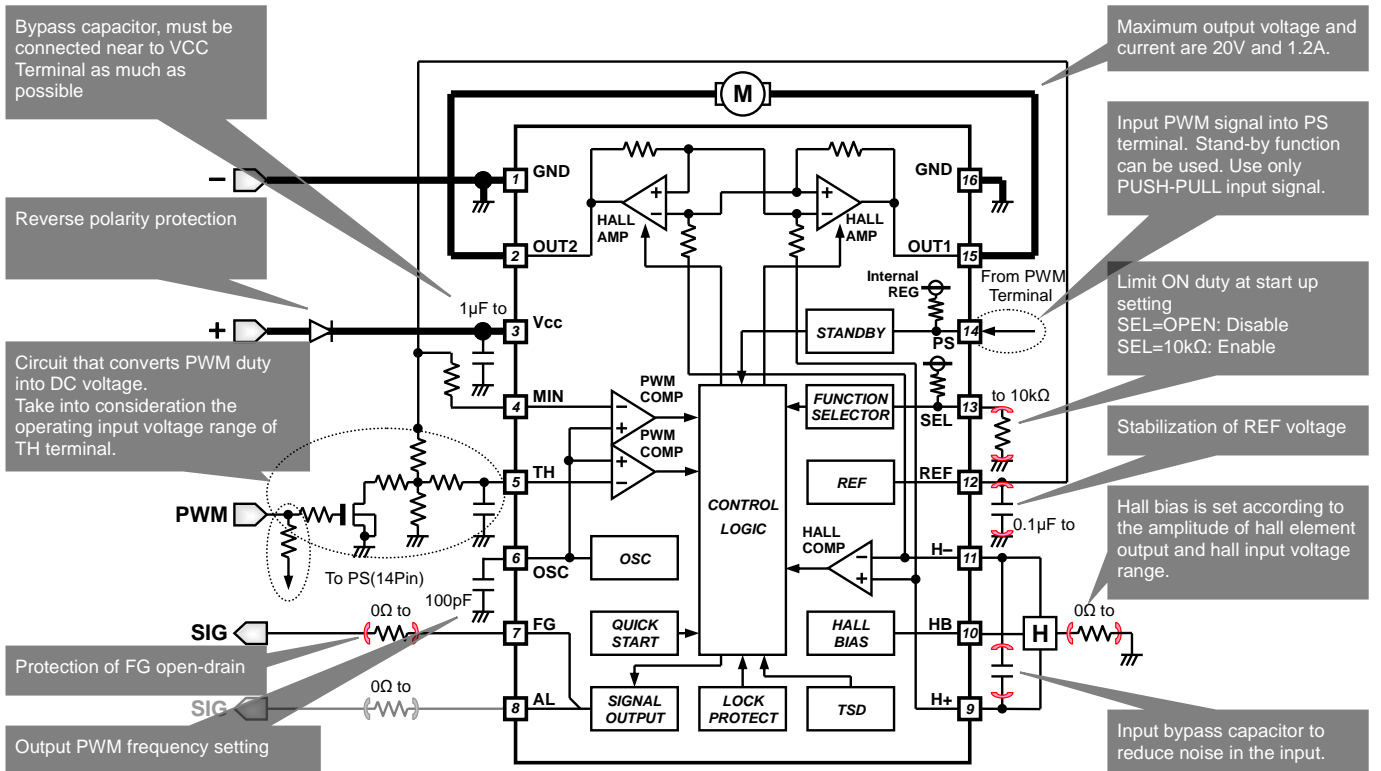 Bypass capacitor, must be
connected near to VCC
Terminal as much as
possible
Maximum output voltage and
current are 20V and 1.2A.
M
Input PWM signal into PS
terminal. Stand-by function
can be used. Use only
PUSH-PULL input signal.
−
1
GND
GND
16
Reverse polarity protection
HALL
AMP
HALL
AMP
2
OUT2
OUT1
15
Internal
REG
From PWM
Terminal
Limit ON duty at start up
setting
SEL=OPEN: Disable
SEL=10kΩ: Enable
1µF to
+
3
Vcc
STANDBY
14
PS
Circuit that converts PWM duty
into DC voltage.
Take into consideration the
operating input voltage range of
TH terminal.
4
MIN
PWM
COMP
−
+
FUNCTION
SELECTOR
13
SEL
to 10kΩ
PWM
COMP
+
−
Stabilization of REF voltage
5
TH
REF
REF
12
PWM
CONTROL
LOGIC
0.1µF to
Hall bias is set according to
the amplitude of hall element
output and hall input voltage
range.
HALL
COMP
−
+
H−
11
6
OSC
OSC
To PS(14Pin)
100pF
0Ω to
SIG
7
FG
QUICK
START
HALL
BIAS
HB
10
H
0Ω to
Protection of FG open-drain
0Ω to
SIG
8
AL
SIGNAL
OUTPUT
LOCK
PROTECT
TSD
H+
9
Output PWM frequency setting
Input bypass capacitor to
reduce noise in the input.
+
−
+
−